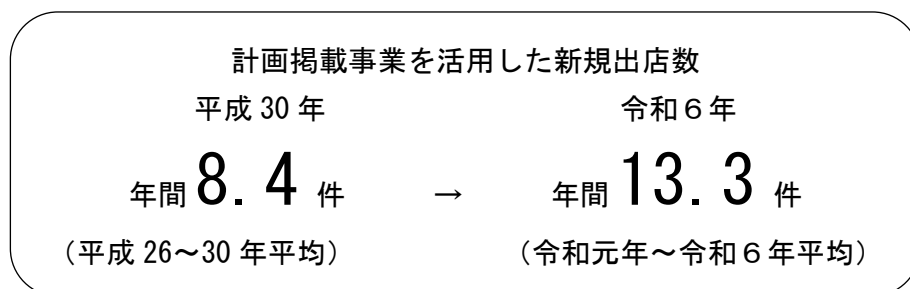 計画掲載事業を活用した新規出店数
平成 30 年 令和６年
年間 8.4 件 → 年間 13.3 件
（平成 26～30 年平均） （令和元年～令和６年平均）